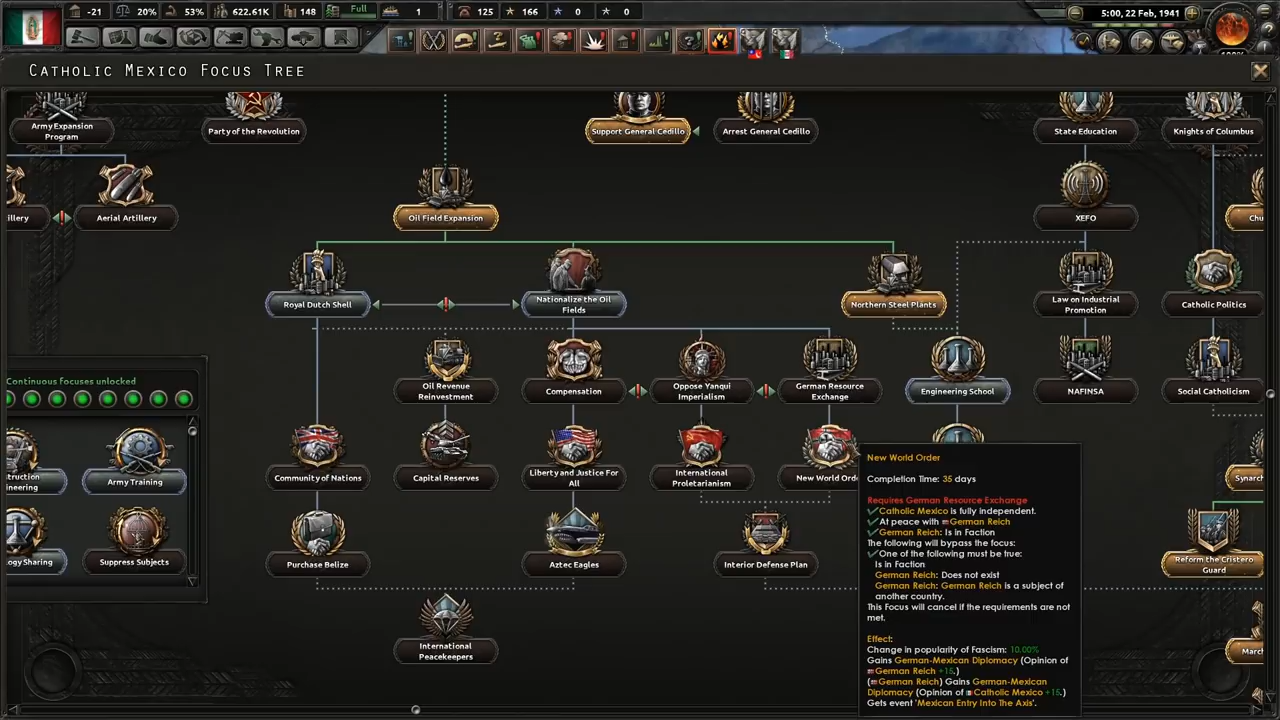 -21
20%
53%
622.61K
148
Full
1
125
166
0
0
5:00, 22 Feb, 1941
Catholic Mexico Focus Tree
Army Expansion
Program
Party of the Revolution
Support General Cedillo
Arrest General Cedillo
State Education
Knights of Columbus
illery
Aerial Artillery
Oil Field Expansion
XEFO
Chu
Royal Dutch Shell
Nationalize the Oil
Fields
Northern Steel Plants
Law on Industrial
Promotion
Catholic Politics
Continuous focuses unlocked
Oil Revenue
Reinvestment
Compensation
Oppose Yanqui
Imperialism
German Resource
Exchange
Engineering School
NAFINSA
Social Catholicism
truction
ineering
Army Training
Community of Nations
Capital Reserves
Liberty and Justice For
All
International
Proletarianism
New World Orde
Synarch
ology Sharing
Suppress Subjects
Purchase Belize
Aztec Eagles
Interior Defense Plan
Reform the Cristero
Guard
International
Peacekeepers
March
New World Order
Completion Time: 35 days
Requires German Resource Exchange
Catholic Mexico is fully independent.
At peace with German Reich
German Reich: Is in Faction
The following will bypass the focus:
One of the following must be true:
Is in Faction
German Reich: Does not exist
German Reich: German Reich is a subject of
another country.
This Focus will cancel if the requirements are not
met.
Effect:
Change in popularity of Fascism: 10.00%
Gains German-Mexican Diplomacy (Opinion of
German Reich +15.)
(German Reich) Gains German-Mexican
Diplomacy (Opinion of Catholic Mexico +15.)
Gets event 'Mexican Entry Into The Axis'.